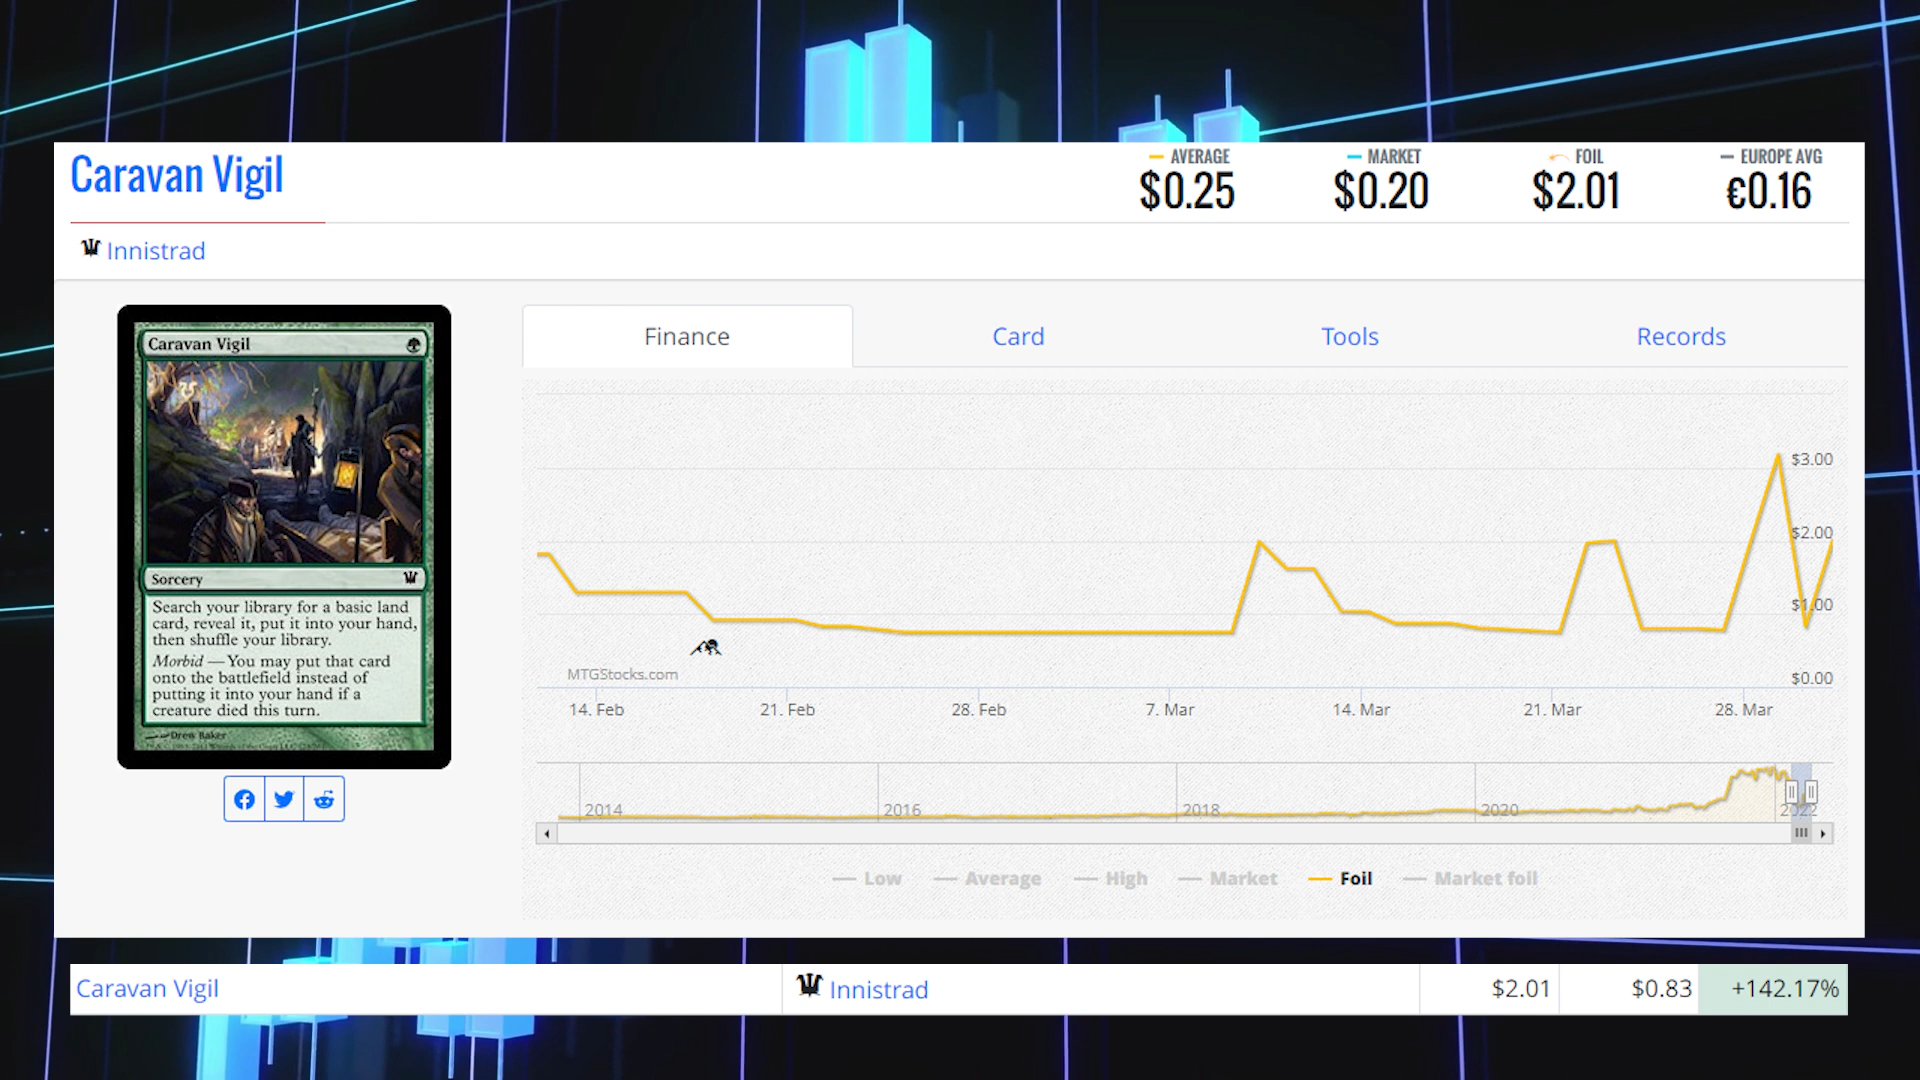 Caravan Vigil
AVERAGE
$0.25
MARKET
$0.20
FOIL
$2.01
EUROPE AVG
€0.16
Innistrad
Caravan Vigil
Sorcery
Search your library for a basic land
card, reveal it, put it into your hand,
then shuffle your library.
Morbid — You may put that card
onto the battlefield instead of
putting it into your hand if a
creature died this turn.
Drew Baker
Finance
Card
Tools
Records
$3.00
$2.00
$1.00
$0.00
MTGStocks.com
14. Feb
21. Feb
28. Feb
7. Mar
14. Mar
21. Mar
28. Mar
2014
2016
2018
2020
2022
Low
Average
High
Market
Foil
Market foil
Caravan Vigil
Innistrad
$2.01
$0.83
+142.17%